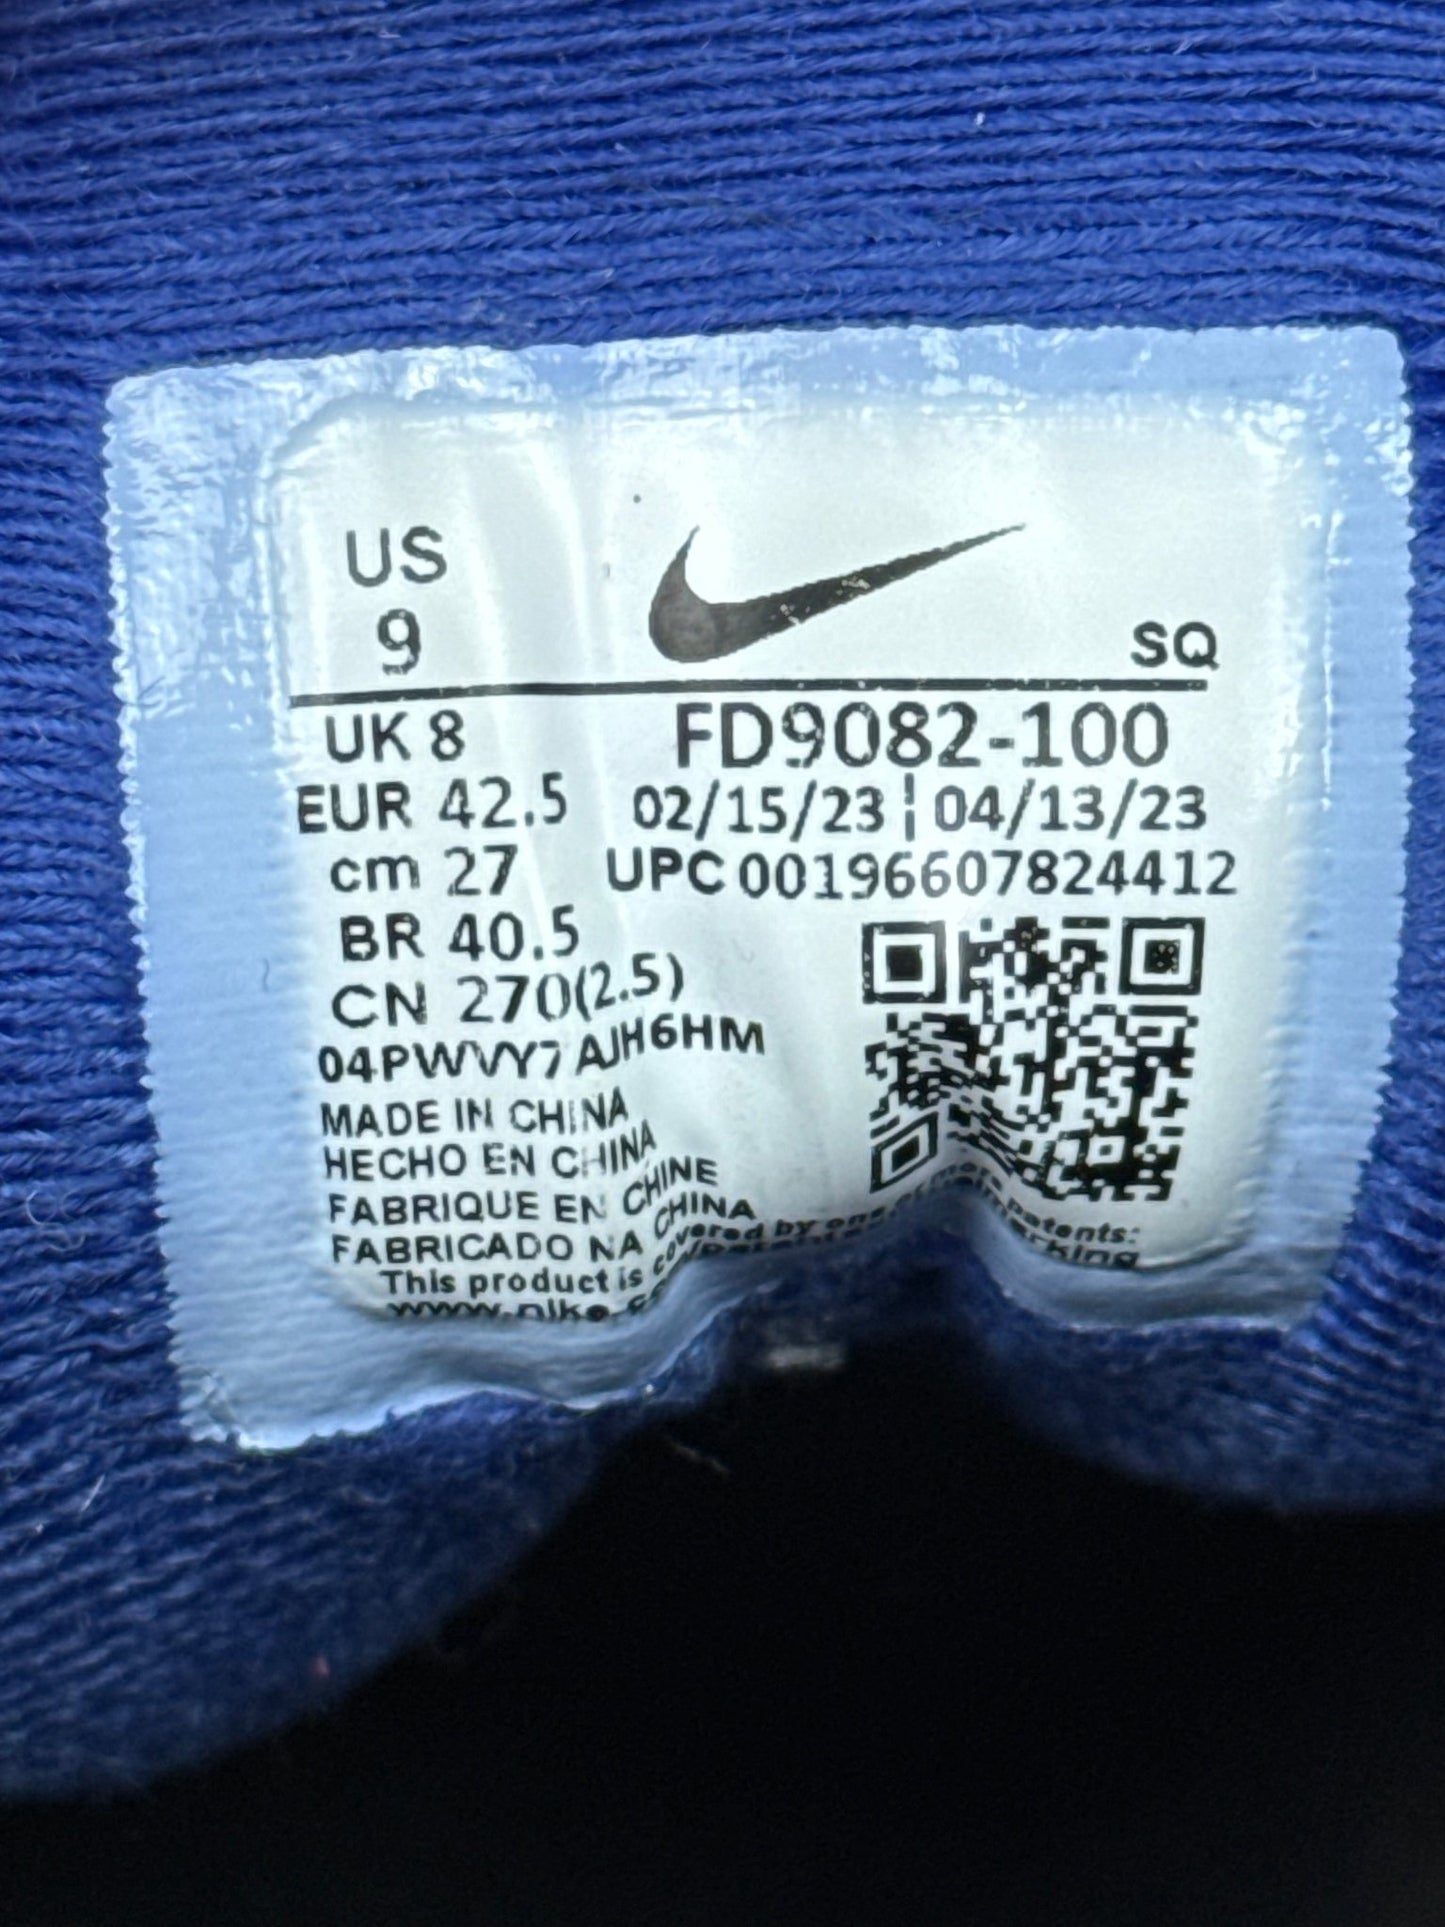 US
9
SQ
UK 8 FD9082-100
EUR 42.5 02/15/23 ¦ 04/13/23
cm 27 UPC 00196607824412
BR 40.5
CN 270(2.5)
04PWVY7AJH6HM
MADE IN CHINA
HECHO EN CHINA
FABRIQUE EN CHINE
FABRICADO NA CHINA
This product is covered by one or more patents:
www.nike.c